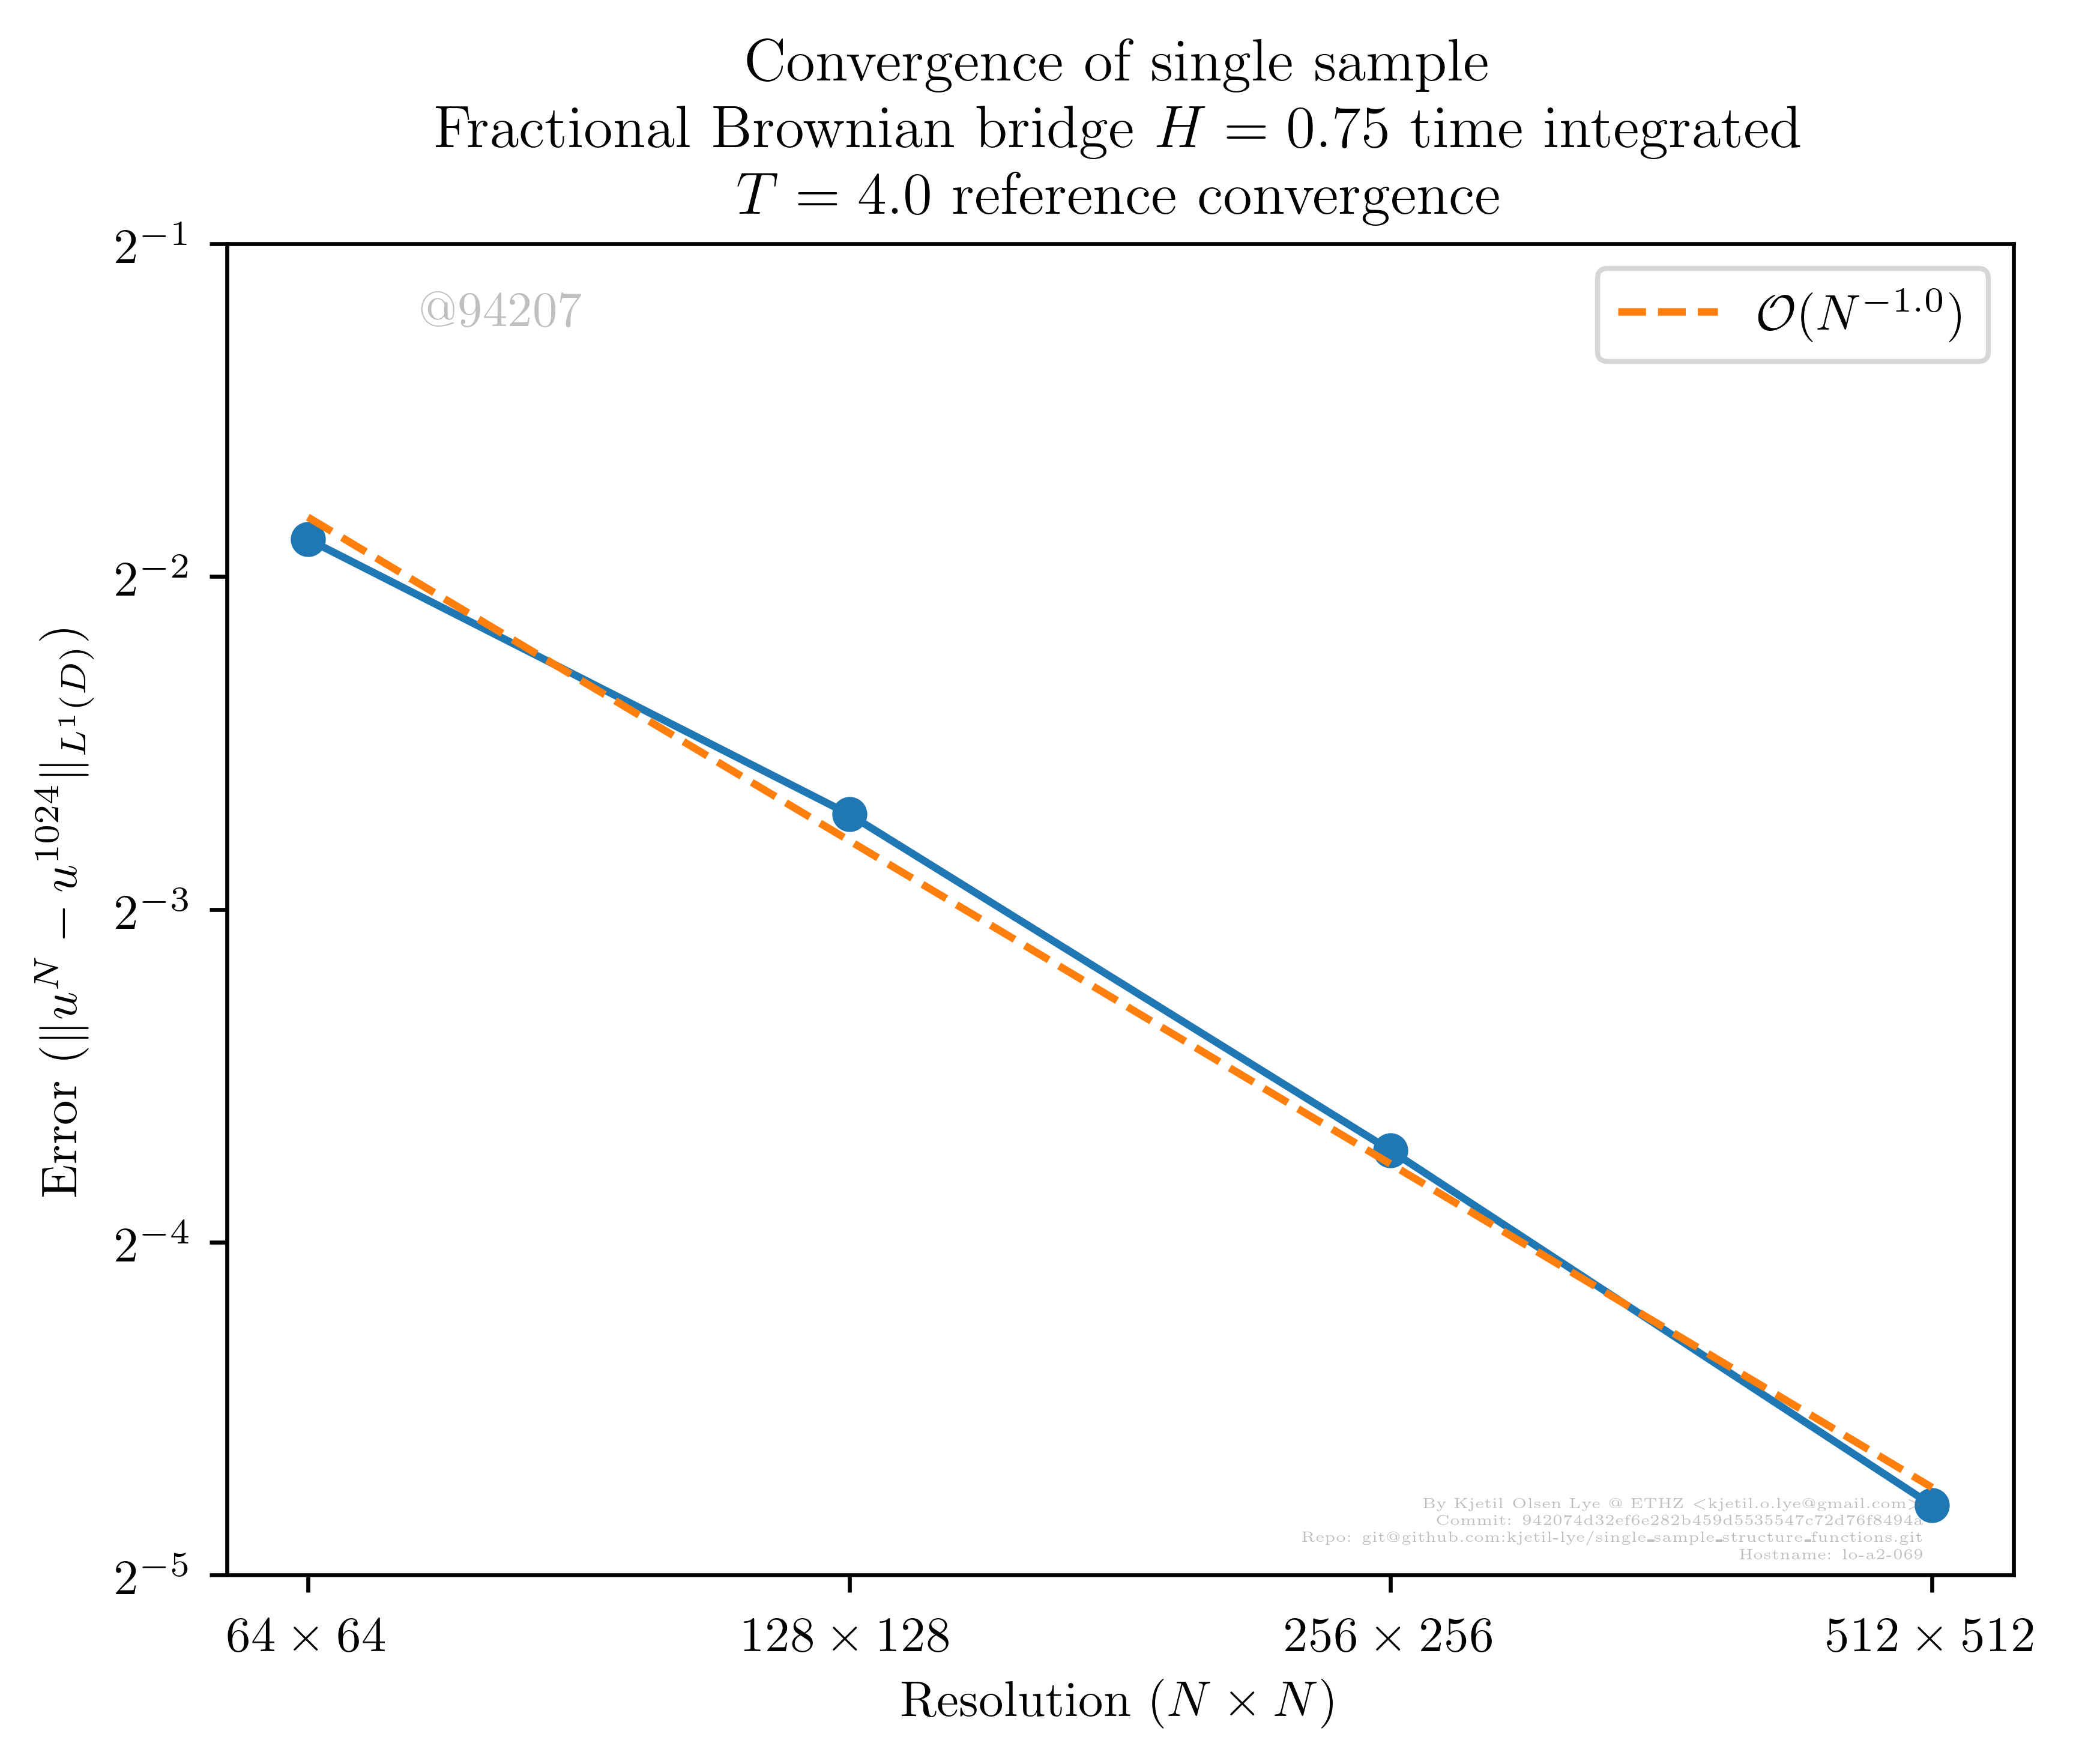 Convergence of single sample
Fractional Brownian bridge H = 0.75 time integrated
T = 4.0 reference convergence
2^{-1}
@94207
𝒪(N^{-1.0})
2^{-2}
2^{-3}
2^{-4}
2^{-5}
Error (||u^N − u^{1024}||_{L^1(D)})
By Kjetil Olsen Lye @ ETHZ <kjetil.o.lye@gmail.com>
Commit: 942074d32ef6e282b459d5535547c72d76f8494a
Repo: git@github.com:kjetil-lye/single_sample_structure_functions.git
Hostname: lo-a2-069
64 × 64
128 × 128
256 × 256
512 × 512
Resolution (N × N)